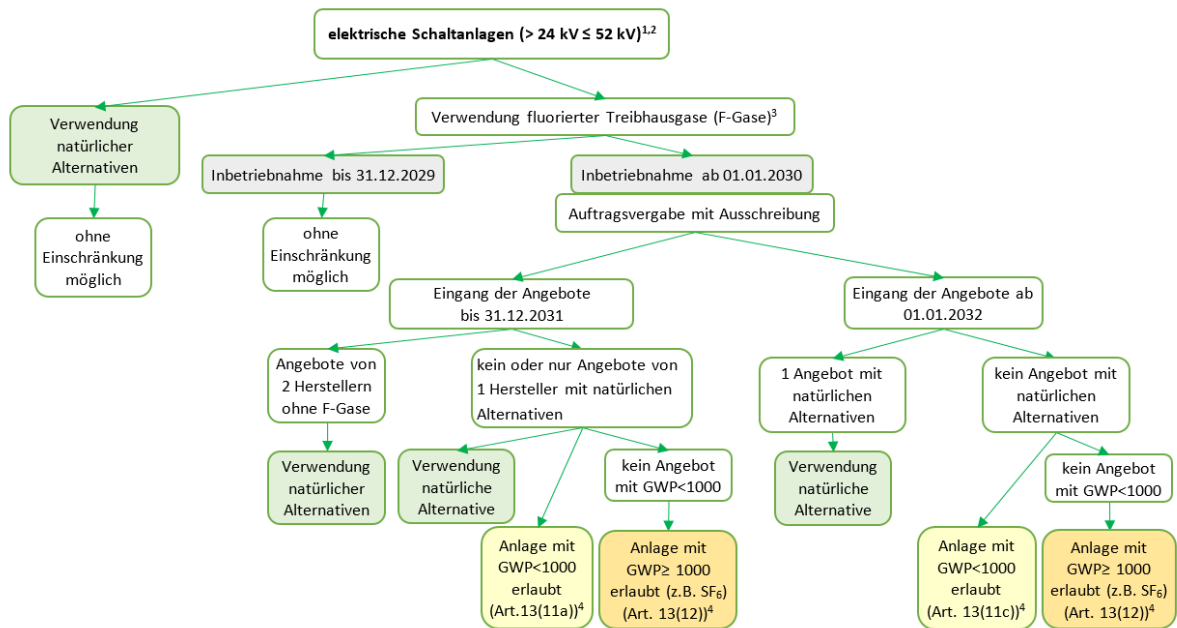 elektrische Schaltanlagen (> 24 kV ≤ 52 kV)¹,²
Verwendung
natürlicher
Alternativen
Verwendung fluorierter Treibhausgase (F-Gase)³
Inbetriebnahme bis 31.12.2029
Inbetriebnahme ab 01.01.2030
Auftragsvergabe mit Ausschreibung
ohne
Einschränkung
möglich
ohne
Einschränkung
möglich
Eingang der Angebote
bis 31.12.2031
Eingang der Angebote ab
01.01.2032
Angebote von
2 Herstellern
ohne F-Gase
kein oder nur Angebote von
1 Hersteller mit natürlichen
Alternativen
1 Angebot mit
natürlichen
Alternativen
kein Angebot mit
natürlichen
Alternativen
Verwendung
natürlicher
Alternativen
Verwendung
natürliche
Alternative
kein Angebot
mit GWP<1000
Verwendung
natürliche
Alternative
kein Angebot
mit GWP<1000
Anlage mit
GWP<1000
erlaubt
(Art.13(11a))⁴
Anlage mit
GWP≥ 1000
erlaubt (z.B. SF₆)
(Art. 13(12))⁴
Anlage mit
GWP<1000
erlaubt
(Art. 13(11c))⁴
Anlage mit
GWP≥ 1000
erlaubt (z.B. SF₆)
(Art. 13(12))⁴